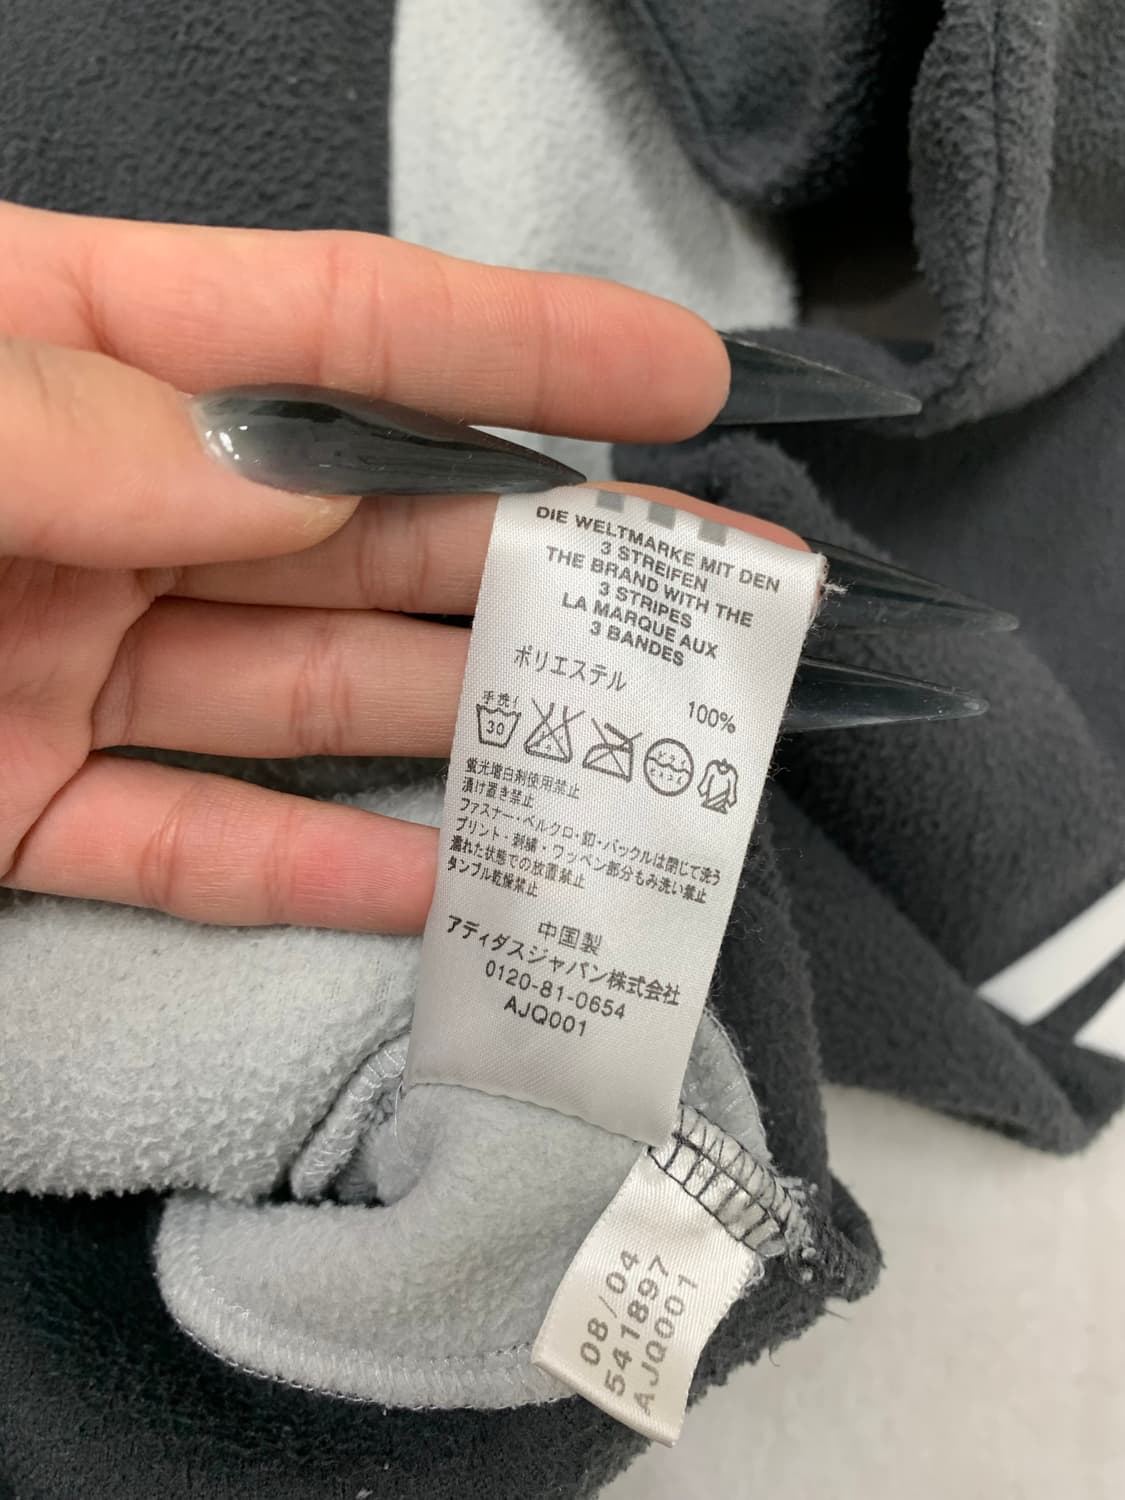 DIE WELTMARKE MIT DEN
3 STREIFEN
THE BRAND WITH THE
3 STRIPES
LA MARQUE AUX
3 BANDES
ポリエステル
100%
手洗イ
30
蛍光増白剤使用禁止
漬け置き禁止
ファスナー・ベルクロ・釦・バックルは閉じて洗う
プリント・刺繍・ワッペン部分もみ洗い禁止
濡れた状態での放置禁止
タンブル乾燥禁止
中国製
アディダスジャパン株式会社
0120-81-0654
AJQ001
08/04
541897
AJQ001